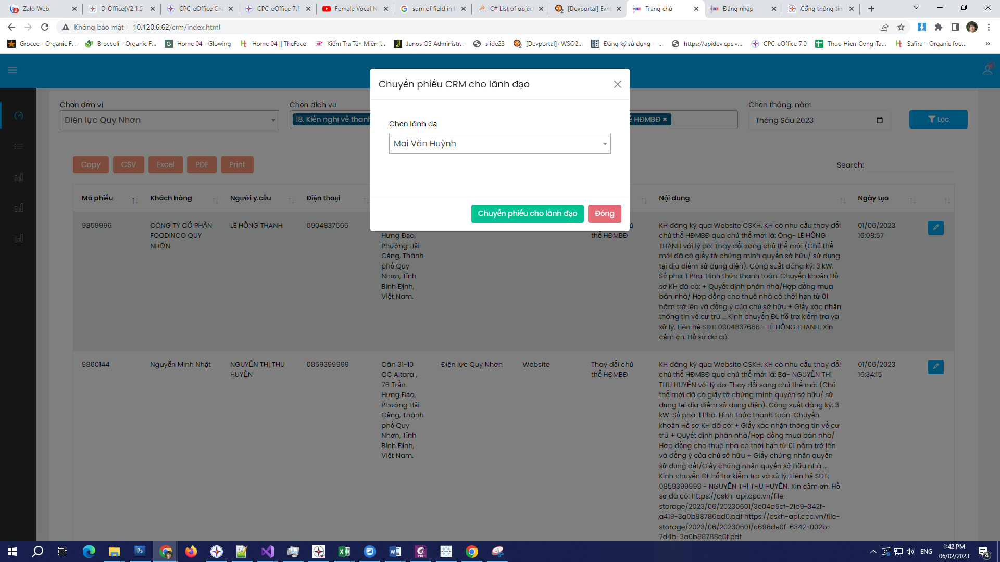 Zalo Web
D-Office(V2.1.5
CPC-eOffice Cha
CPC-eOffice 7.1
Female Vocal Ni
sum of field in li
C# List of object
[Devportal] Evn
Trang chủ
Đăng nhập
Cổng thông tin
Không bảo mật
10.120.6.62/crm/index.html
Grocee - Organic F...
Broccoli - Organic F...
Home 04 - Glowing
Home 04 || TheFace
Kiểm Tra Tên Miền |...
Junos OS Administr...
slide23
[Devportal]- WSO2...
Đăng ký sử dụng —...
https://apidev.cpc.v...
CPC-eOffice 7.0
Thuc-Hien-Cong-Ta...
Safira – Organic foo...
»
Chuyển phiếu CRM cho lãnh đạo
Chọn lãnh đạ
Mai Văn Huỳnh
Chuyển phiếu cho lãnh đạo
Đóng
Chọn đơn vị
Điện lực Quy Nhơn
Chọn dịch vụ
18. Kiến nghị về thanh
HĐMBĐ ×
Chọn tháng, năm
Tháng Sáu 2023
Lọc
Copy
CSV
Excel
PDF
Print
Search:
Mã phiếu
Khách hàng
Người y.cầu
Điện thoại
Nội dung
Ngày tạo
9859996
CÔNG TY CỔ PHẦN
FOODINCO QUY
NHƠN
LÊ HỒNG THANH
0904837666
Hưng Đạo,
Phường Hải
Cảng, Thành
phố Quy
Nhơn, Tỉnh
Bình Định,
Việt Nam.
thể HĐMBĐ
KH đăng ký qua Website CSKH. KH có nhu cầu thay đổi
chủ thể HĐMBĐ qua chủ thể mới là: Ông- LÊ HỒNG
THANH với lý do: Thay đổi sang chủ thể mới (Chủ thể
mới đã có giấy tờ chứng minh quyền sở hữu/ sử dụng
tại địa điểm sử dụng điện). Công suất đăng ký: 3 kW.
Số pha: 1 Pha. Hình thức thanh toán: Chuyển khoản Hồ
sơ KH đã có: + Quyết định phân nhà/Hợp đồng mua
bán nhà/ Hợp đồng cho thuê nhà có thời hạn từ 01
năm trở lên và đồng ý của chủ sở hữu + Giấy xác nhận
thông tin về cư trú ... Kính chuyển ĐL hỗ trợ kiểm tra và
xử lý. Liên hệ SĐT: 0904837666 - LÊ HỒNG THANH. Xin
cảm ơn. Hồ sơ đã có:
01/06/2023
16:08:57
9860144
Nguyễn Minh Nhật
NGUYỄN THỊ THU
HUYỀN
0859399999
Căn 31-10
CC Altara ,
76 Trần
Hưng Đạo,
Phường Hải
Cảng, Thành
phố Quy
Nhơn, Tỉnh
Bình Định,
Việt Nam.
Điện lực Quy Nhơn
Website
Thay đổi chủ
thể HĐMBĐ
KH đăng ký qua Website CSKH. KH có nhu cầu thay đổi
chủ thể HĐMBĐ qua chủ thể mới là: Bà- NGUYỄN THỊ
THU HUYỀN với lý do: Thay đổi sang chủ thể mới (Chủ
thể mới đã có giấy tờ chứng minh quyền sở hữu/ sử
dụng tại địa điểm sử dụng điện). Công suất đăng ký: 3
kW. Số pha: 1 Pha. Hình thức thanh toán: Chuyển
khoản Hồ sơ KH đã có: + Giấy xác nhận thông tin về cư
trú + Quyết định phân nhà/Hợp đồng mua bán nhà/
Hợp đồng cho thuê nhà có thời hạn từ 01 năm trở lên
và đồng ý của chủ sở hữu + Giấy chứng nhận quyền
sử dụng đất/Giấy chứng nhận quyền sở hữu nhà ...
Kính chuyển ĐL hỗ trợ kiểm tra và xử lý. Liên hệ SĐT:
0859399999 - NGUYỄN THỊ THU HUYỀN. Xin cảm ơn. Hồ
sơ đã có: https://cskh-api.cpc.vn/file-
storage/2023/06/20230601/3e04a6cf-21e9-342f-
a419-3a0b88786ad0.pdf https://cskh-api.cpc.vn/file-
storage/2023/06/20230601/c696de0f-6342-002b-
7d4b-3a0b88788c0f.pdf
01/06/2023
16:34:15
ENG
1:42 PM
06/02/2023
4